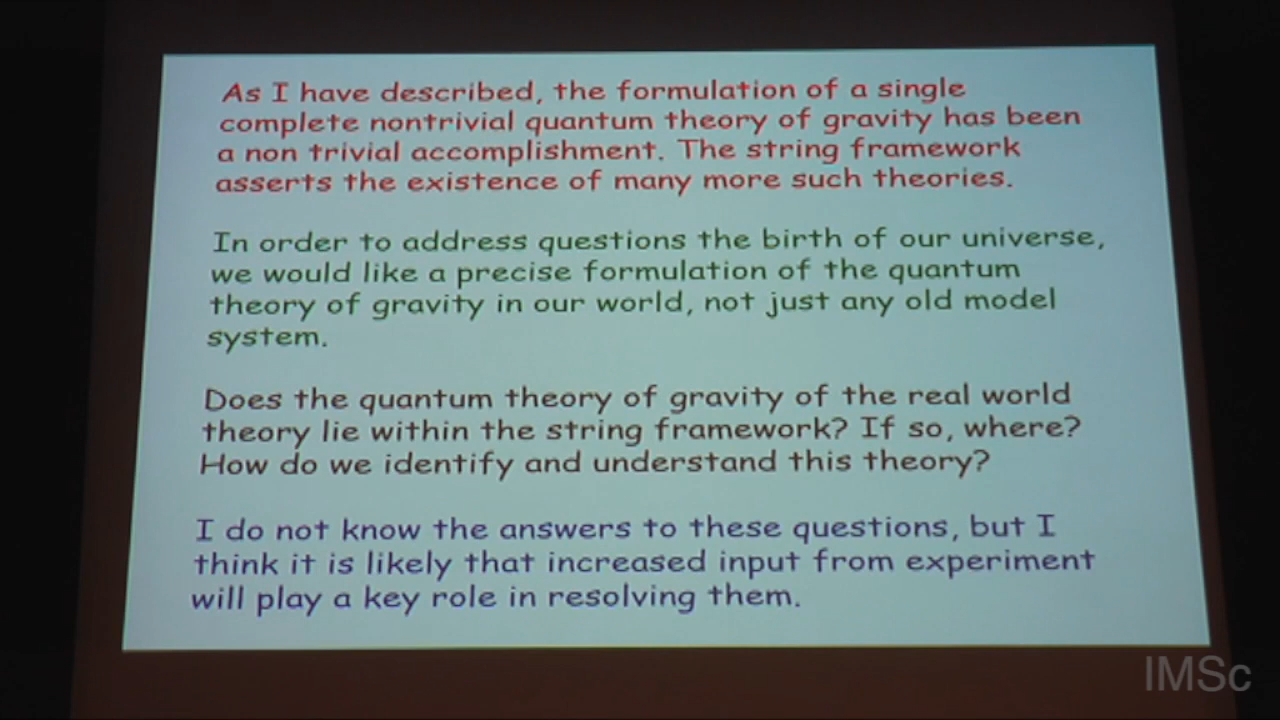 As I have described, the formulation of a single
complete nontrivial quantum theory of gravity has been
a non trivial accomplishment. The string framework
asserts the existence of many more such theories.
In order to address questions the birth of our universe,
we would like a precise formulation of the quantum
theory of gravity in our world, not just any old model
system.
Does the quantum theory of gravity of the real world
theory lie within the string framework? If so, where?
How do we identify and understand this theory?
I do not know the answers to these questions, but I
think it is likely that increased input from experiment
will play a key role in resolving them.
IMSc